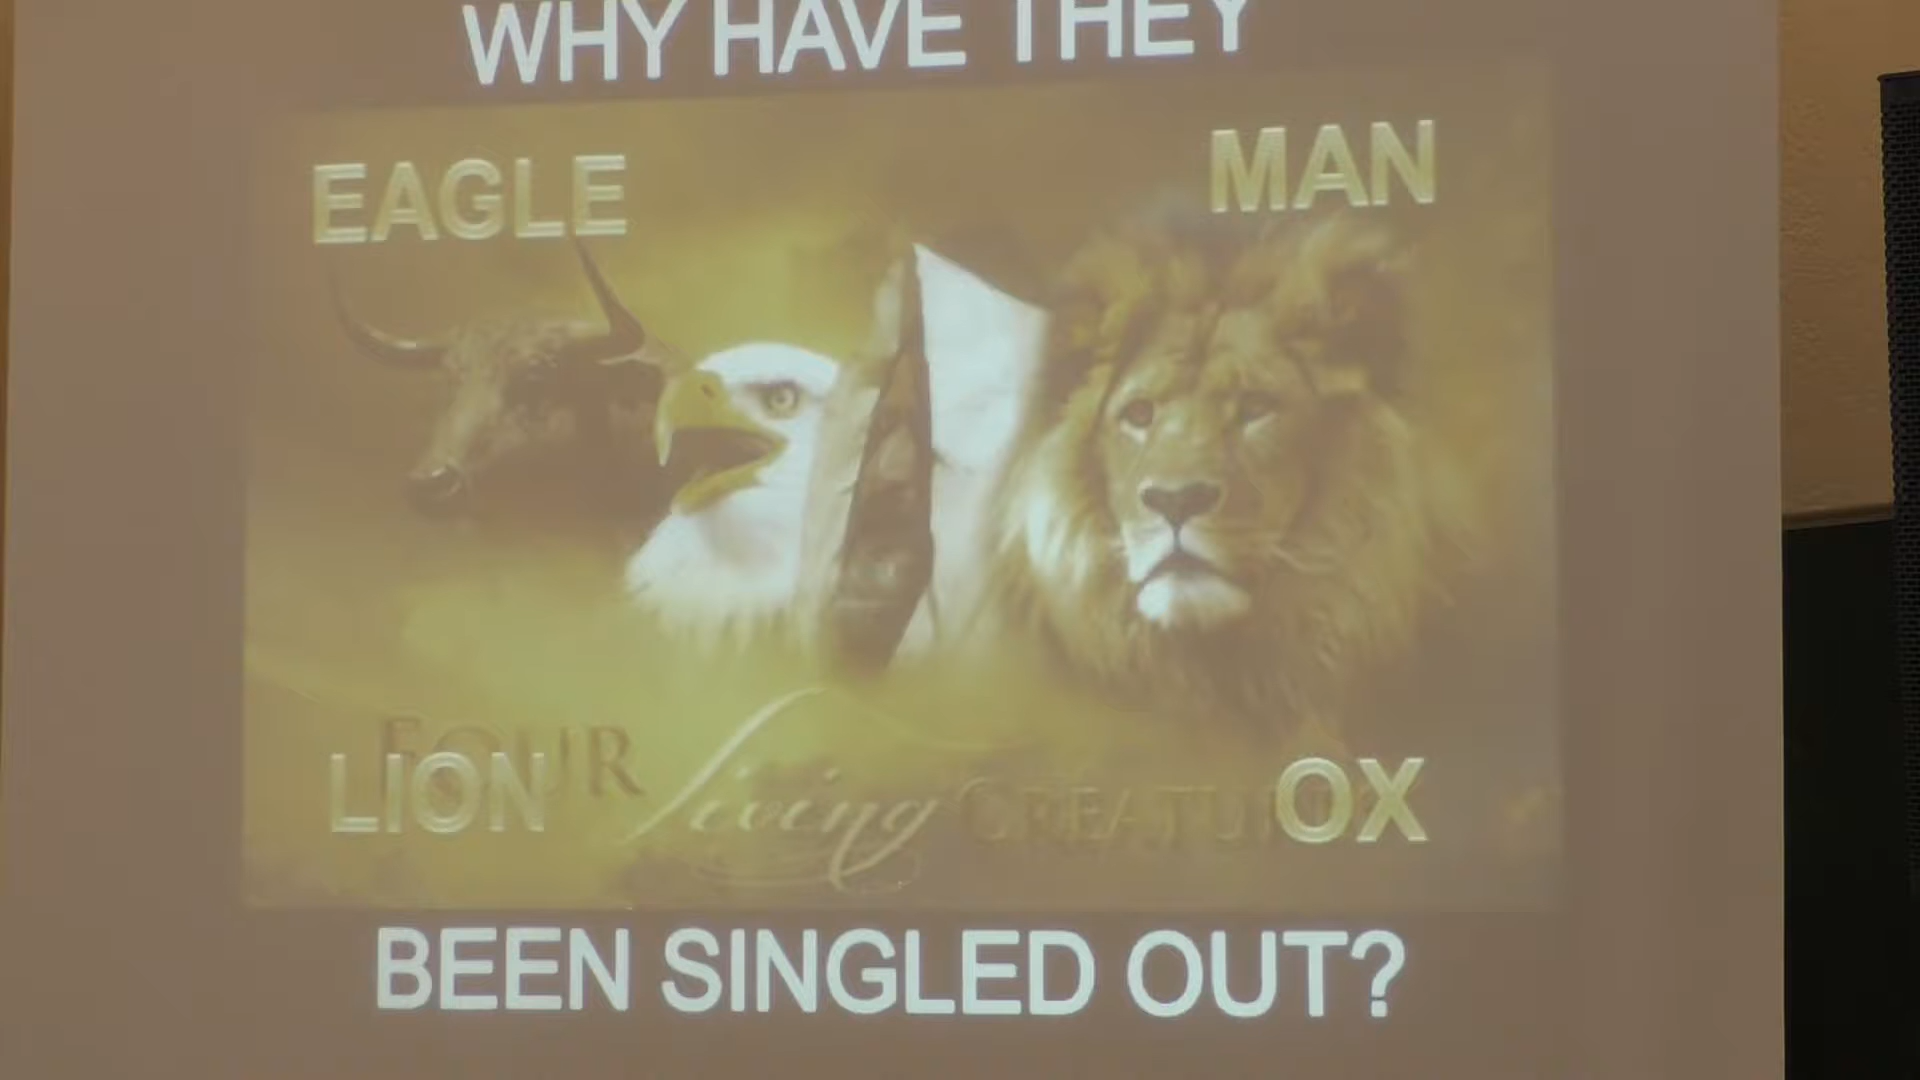 WHY HAVE THEY
EAGLE
MAN
FOUR
LION
living
OX
BEEN SINGLED OUT?